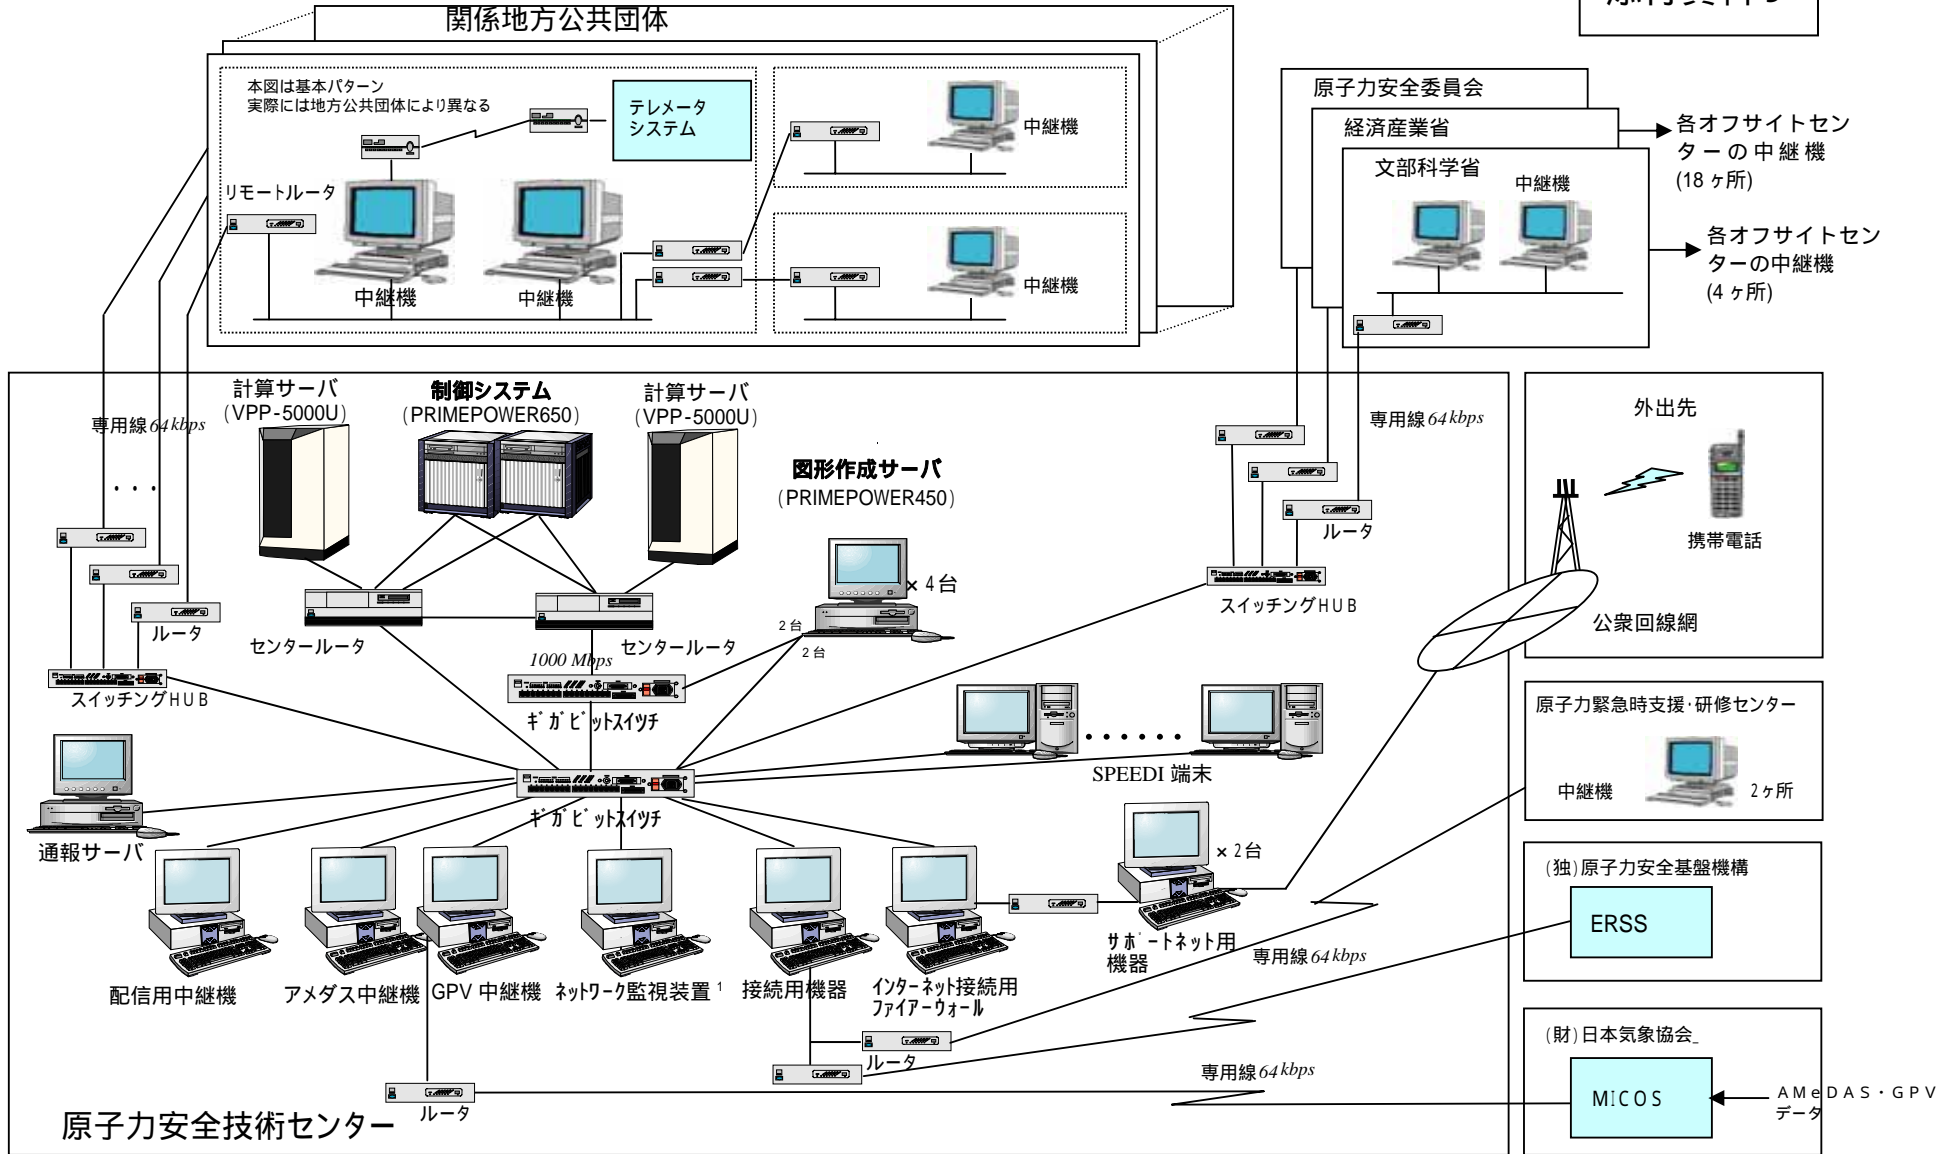 関係地方公共団体
本図は基本パターン
実際には地方公共団体により異なる
テレメータ
システム
リモートルータ
中継機
中継機
中継機
中継機
原子力安全委員会
経済産業省
文部科学省
中継機
各オフサイトセン
ターの中継機
(18ヶ所)
各オフサイトセン
ターの中継機
(4ヶ所)
専用線64kbps
・・・
計算サーバ
(VPP-5000U)
制御システム
(PRIMEPOWER650)
計算サーバ
(VPP-5000U)
図形作成サーバ
(PRIMEPOWER450)
×4台
2台
2台
専用線64kbps
ルータ
スイッチングHUB
ルータ
スイッチングHUB
センタールータ
センタールータ
1000 Mbps
ギガビットスイツチ
ギガビットスイツチ
・・・・・・
SPEEDI 端末
通報サーバ
配信用中継機
アメダス中継機
GPV 中継機
ネットワーク監視装置1
接続用機器
インターネット接続用
ファイアーウォール
×2台
サポートネット用
機器
専用線64kbps
ルータ
ルータ
専用線64kbps
原子力安全技術センター
外出先
携帯電話
公衆回線網
原子力緊急時支援・研修センター
中継機
2ヶ所
(独)原子力安全基盤機構
ERSS
(財)日本気象協会_
MICOS
AMeDAS・GPV
データ